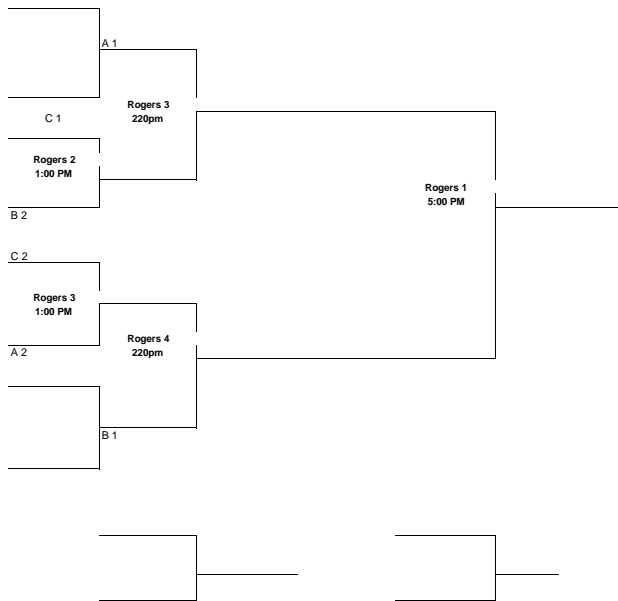 A 1
Rogers 3
220pm
C 1
Rogers 2
1:00 PM
Rogers 1
5:00 PM
B 2
C 2
Rogers 3
1:00 PM
Rogers 4
220pm
A 2
B 1